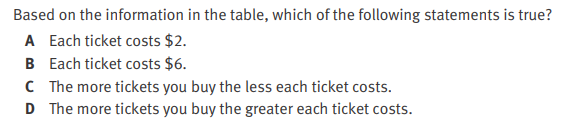 Based on the information in the table, which of the following statements is true?
A Each ticket costs $2.
B Each ticket costs $6.
C The more tickets you buy the less each ticket costs.
D The more tickets you buy the greater each ticket costs.